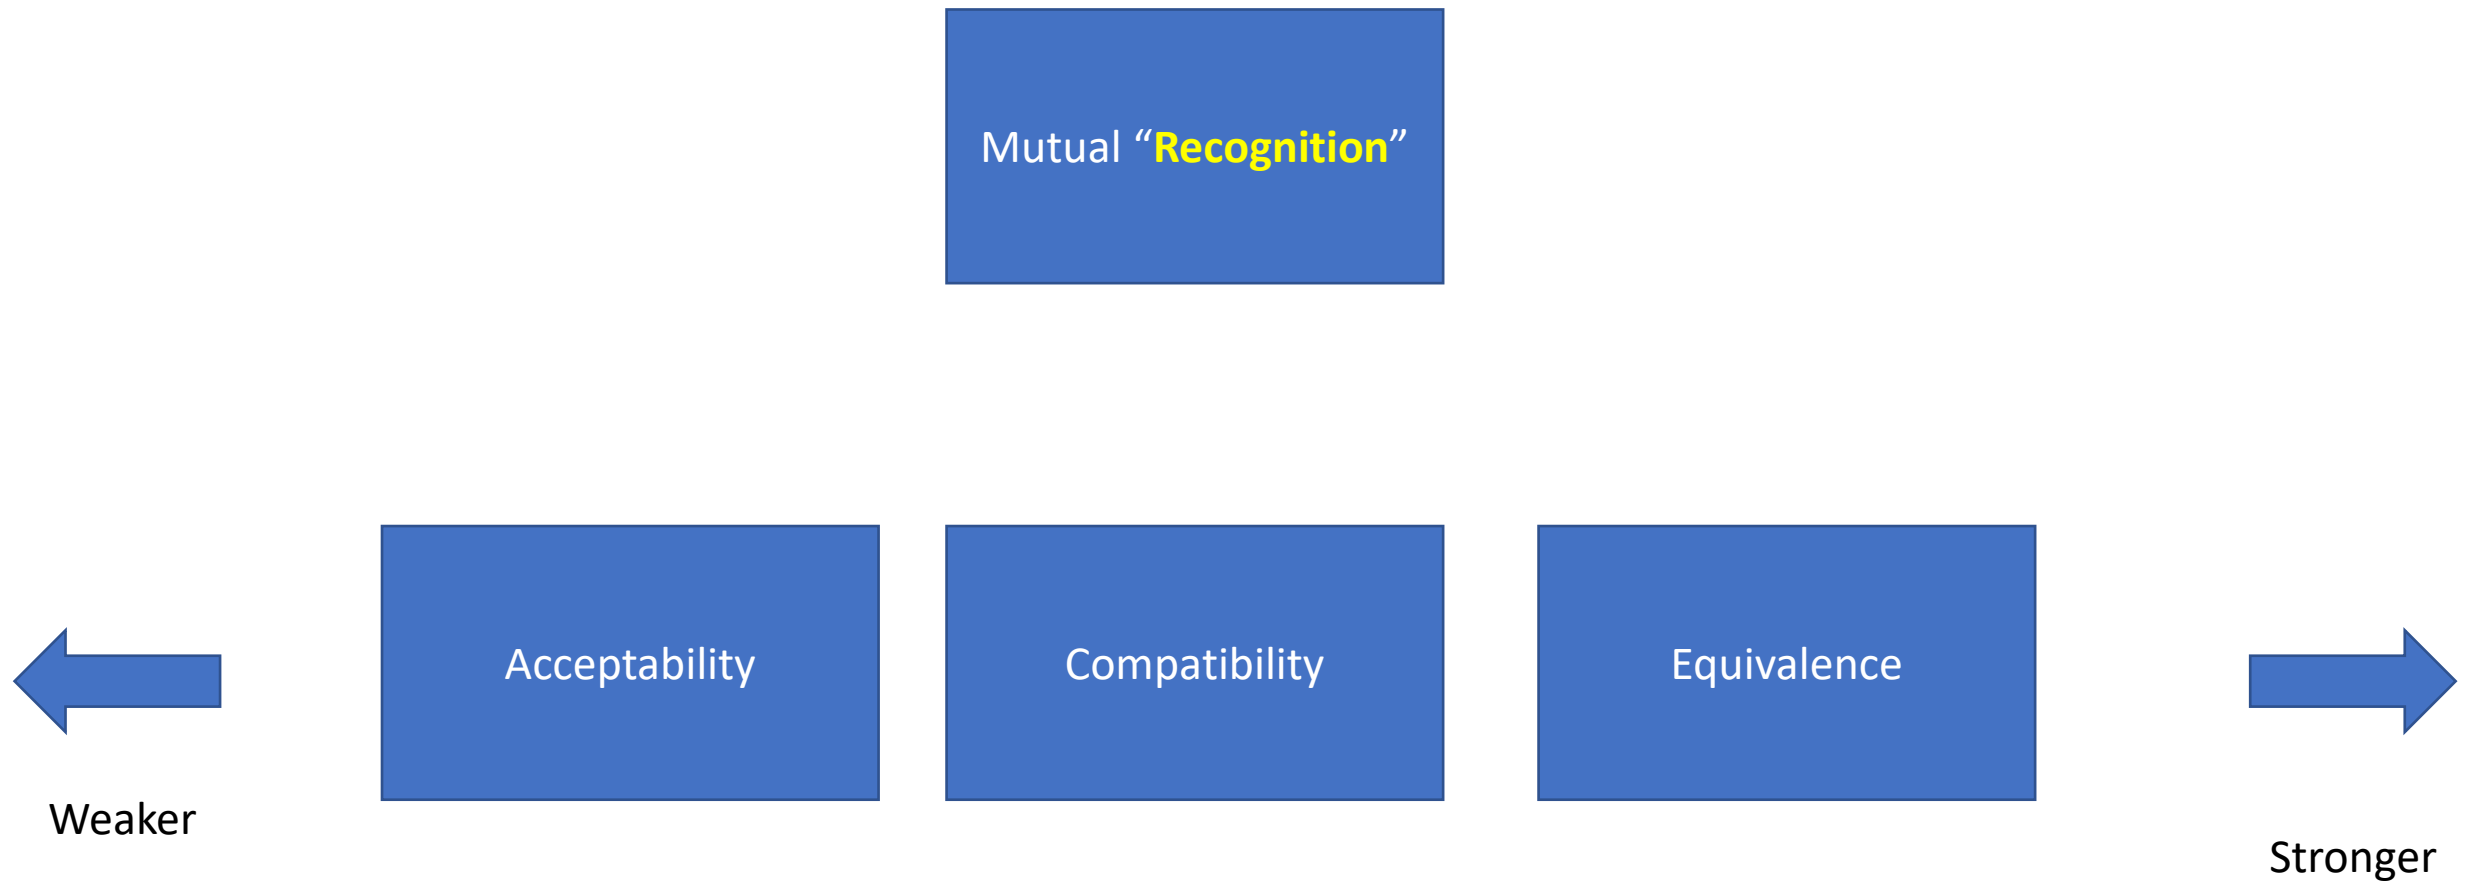 Mutual “Recognition”
Acceptability
Compatibility
Equivalence
Weaker
Stronger